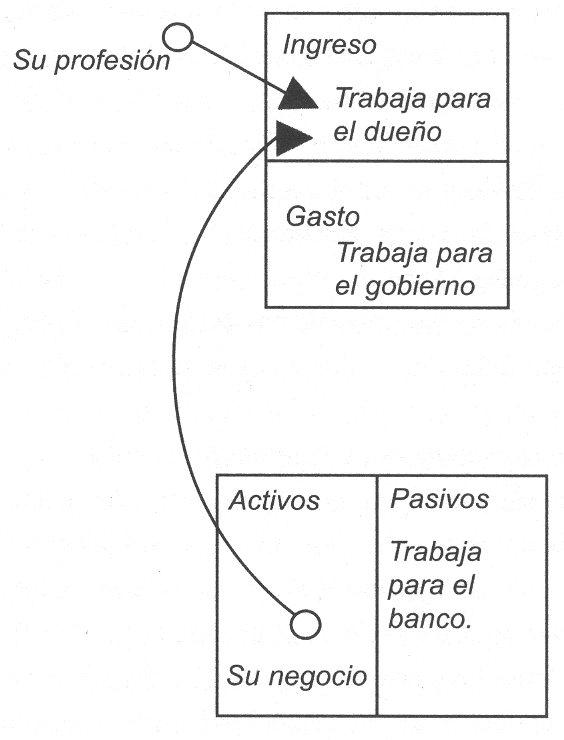 Su profesión
Ingreso
Trabaja para
el dueño
Gasto
Trabaja para
el gobierno
Activos
Su negocio
Pasivos
Trabaja
para el
banco.